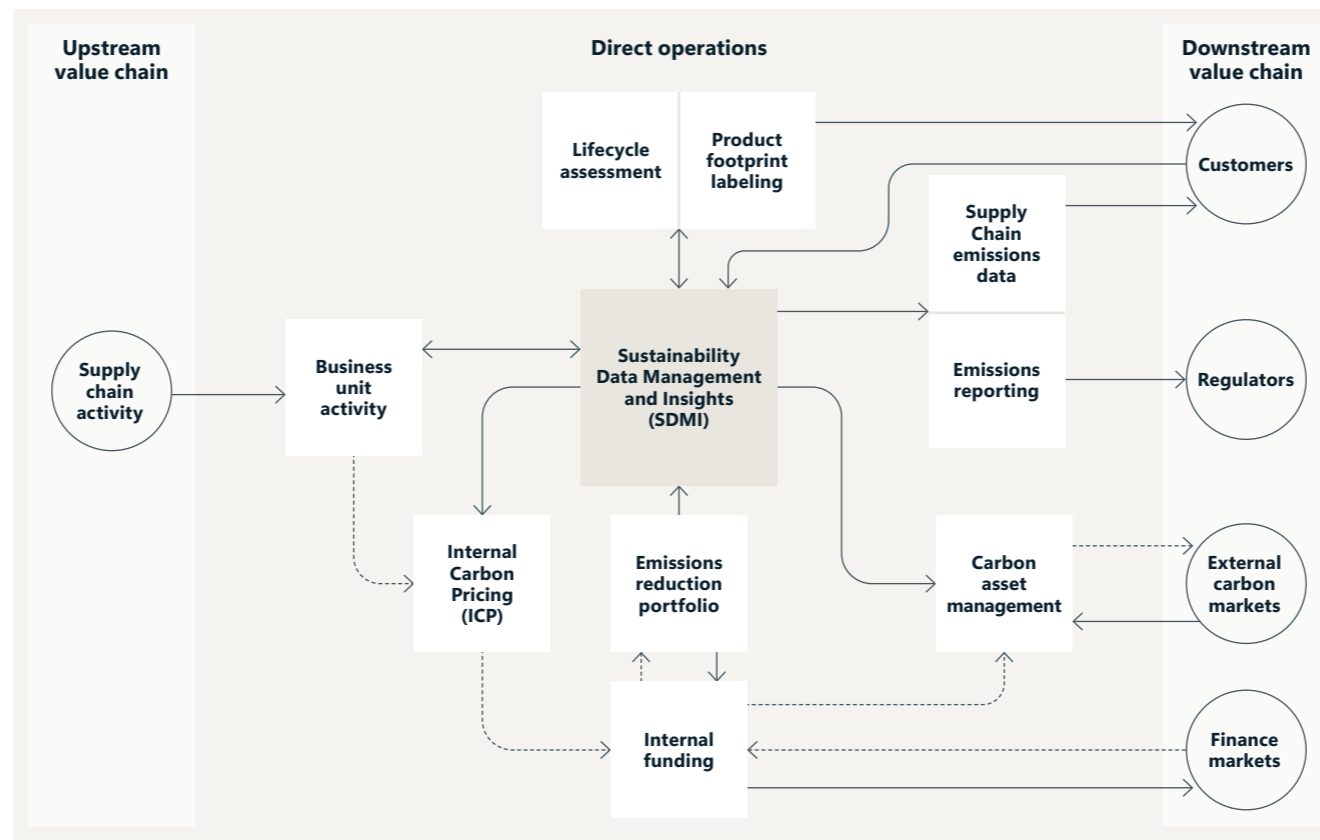 Upstream
value chain
Direct operations
Downstream
value chain
Lifecycle
assessment
Product
footprint
labeling
Customers
Supply
Chain
emissions
data
Supply
chain
activity
Business
unit
activity
Sustainability
Data Management
and Insights
(SDMI)
Emissions
reporting
Regulators
Internal
Carbon
Pricing
(ICP)
Emissions
reduction
portfolio
Carbon
asset
management
External
carbon
markets
Internal
funding
Finance
markets